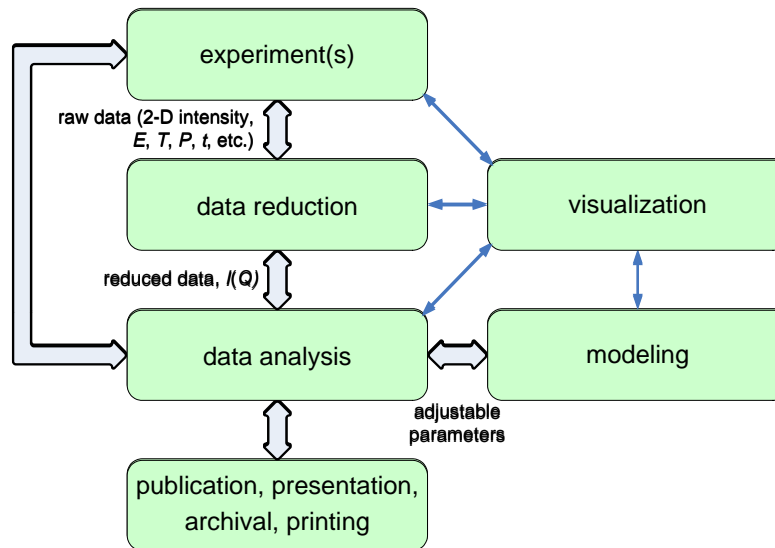 experiment(s)
raw data (2-D intensity,
E, T, P, t, etc.)
data reduction
visualization
reduced data, I(Q)
data analysis
modeling
adjustable
parameters
publication, presentation,
archival, printing